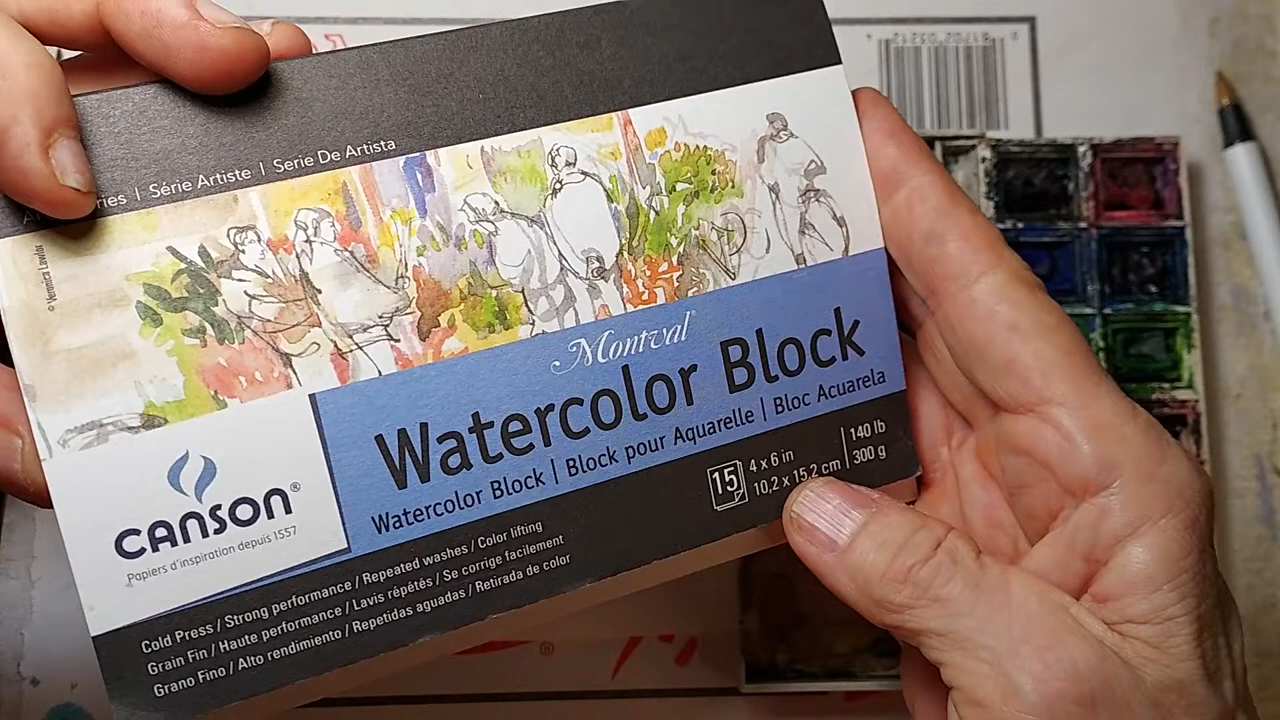 ries | Série Artiste | Serie De Artista
© Veronica Lawlor
Montval®
Watercolor Block
Watercolor Block | Block pour Aquarelle | Bloc Acuarela
15
4 x 6 in
10,2 x 15,2 cm
140 lb
300 g
CANSON®
Papiers d'inspiration depuis 1557
Cold Press / Strong performance / Repeated washes / Color lifting
Grain Fin / Haute performance / Lavis répétés / Se corrige facilement
Grano Fino / Alto rendimiento / Repetidas aguadas / Retirada de color